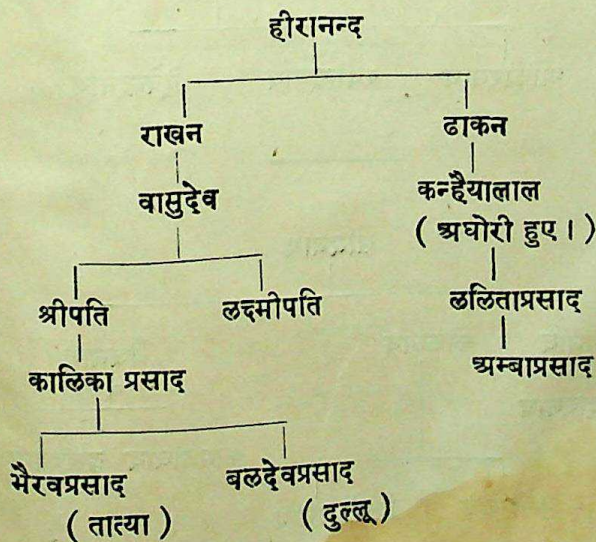 हीरानन्द
राखन ढाकन
वासुदेव कन्हैयालाल
( अघोरी हुए । )
श्रीपति लक्ष्मीपति ललिताप्रसाद
कालिका प्रसाद अम्बाप्रसाद
भैरवप्रसाद बलदेवप्रसाद
( तात्या ) ( दुल्लू )